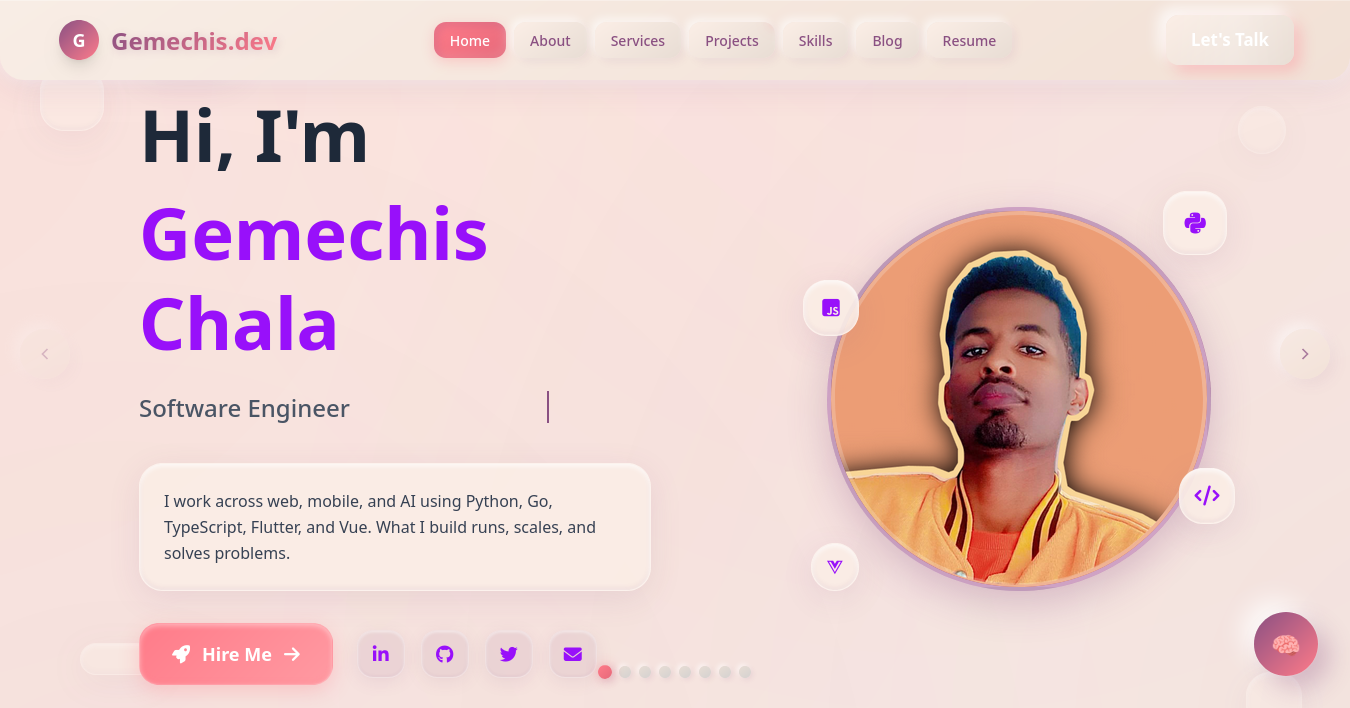 G Gemechis.dev
Home About Services Projects Skills Blog Resume
Let's Talk
Hi, I'm
Gemechis
Chala
Software Engineer
I work across web, mobile, and AI using Python, Go,
TypeScript, Flutter, and Vue. What I build runs, scales, and
solves problems.
Hire Me
JS